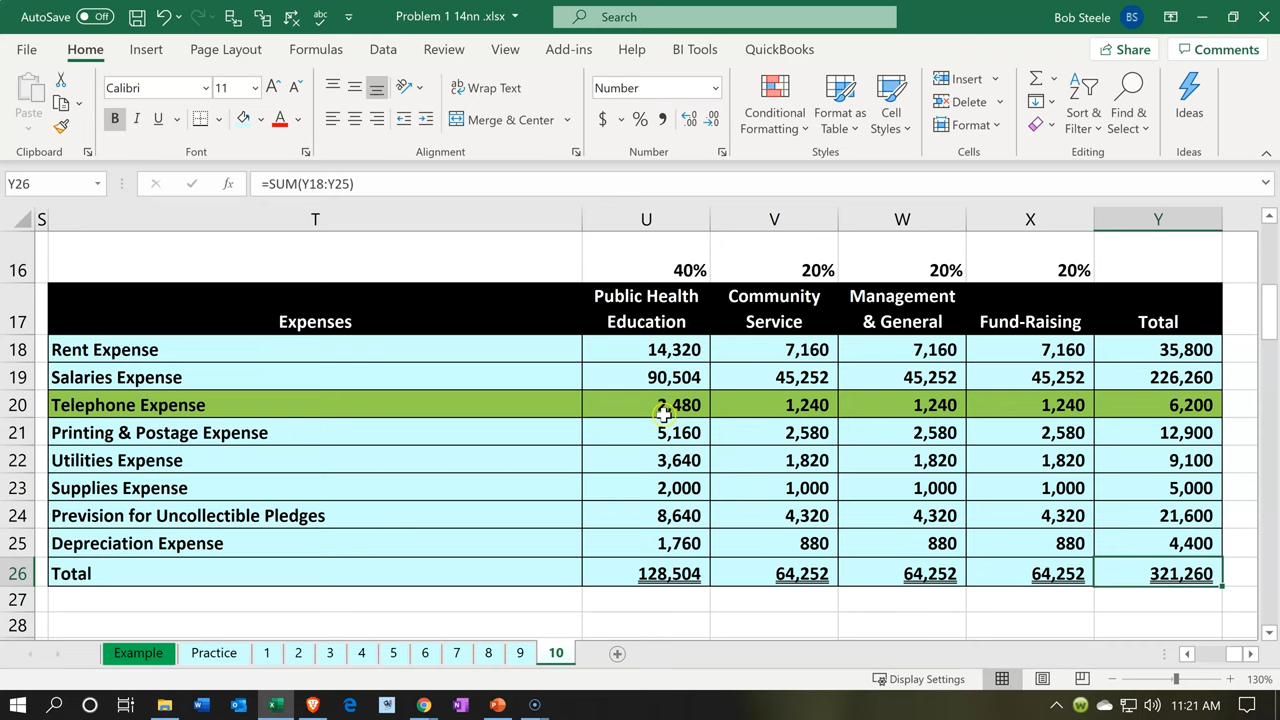 AutoSave Off Problem 1 14nn .xlsx Search Bob Steele BS
File Home Insert Page Layout Formulas Data Review View Add-ins Help BI Tools QuickBooks Share Comments
Paste Calibri 11 Wrap Text Number Conditional Formatting Format as Table Cell Styles Insert Sort & Filter Find & Select Ideas
B I U A Merge & Center $ % Delete
Format
Clipboard Font Alignment Number Styles Cells Editing Ideas
Y26 fx =SUM(Y18:Y25)
S T U V W X Y
16 40% 20% 20% 20%
17 Expenses Public Health Education Community Service Management & General Fund-Raising Total
18 Rent Expense 14,320 7,160 7,160 7,160 35,800
19 Salaries Expense 90,504 45,252 45,252 45,252 226,260
20 Telephone Expense 2,480 1,240 1,240 1,240 6,200
21 Printing & Postage Expense 5,160 2,580 2,580 2,580 12,900
22 Utilities Expense 3,640 1,820 1,820 1,820 9,100
23 Supplies Expense 2,000 1,000 1,000 1,000 5,000
24 Prevision for Uncollectible Pledges 8,640 4,320 4,320 4,320 21,600
25 Depreciation Expense 1,760 880 880 880 4,400
26 Total 128,504 64,252 64,252 64,252 321,260
27
28
Example Practice 1 2 3 4 5 6 7 8 9 10
Display Settings 130%
11:21 AM